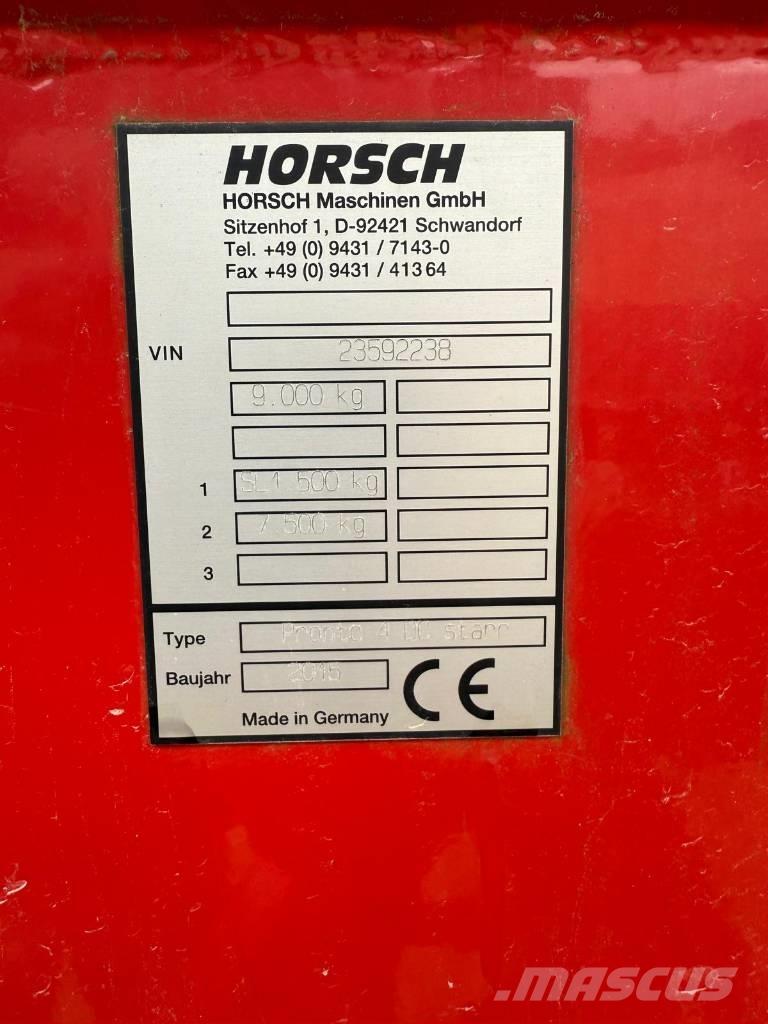 HORSCH
HORSCH Maschinen GmbH
Sitzenhof 1, D-92421 Schwandorf
Tel. +49 (0) 9431 / 7143-0
Fax +49 (0) 9431 / 413 64
VIN 23592238
9.000 kg
1 SL1 500 kg
2 7.500 kg
3
Type Pronto 4 DC starr
Baujahr 2015
CE
Made in Germany
MASCUS